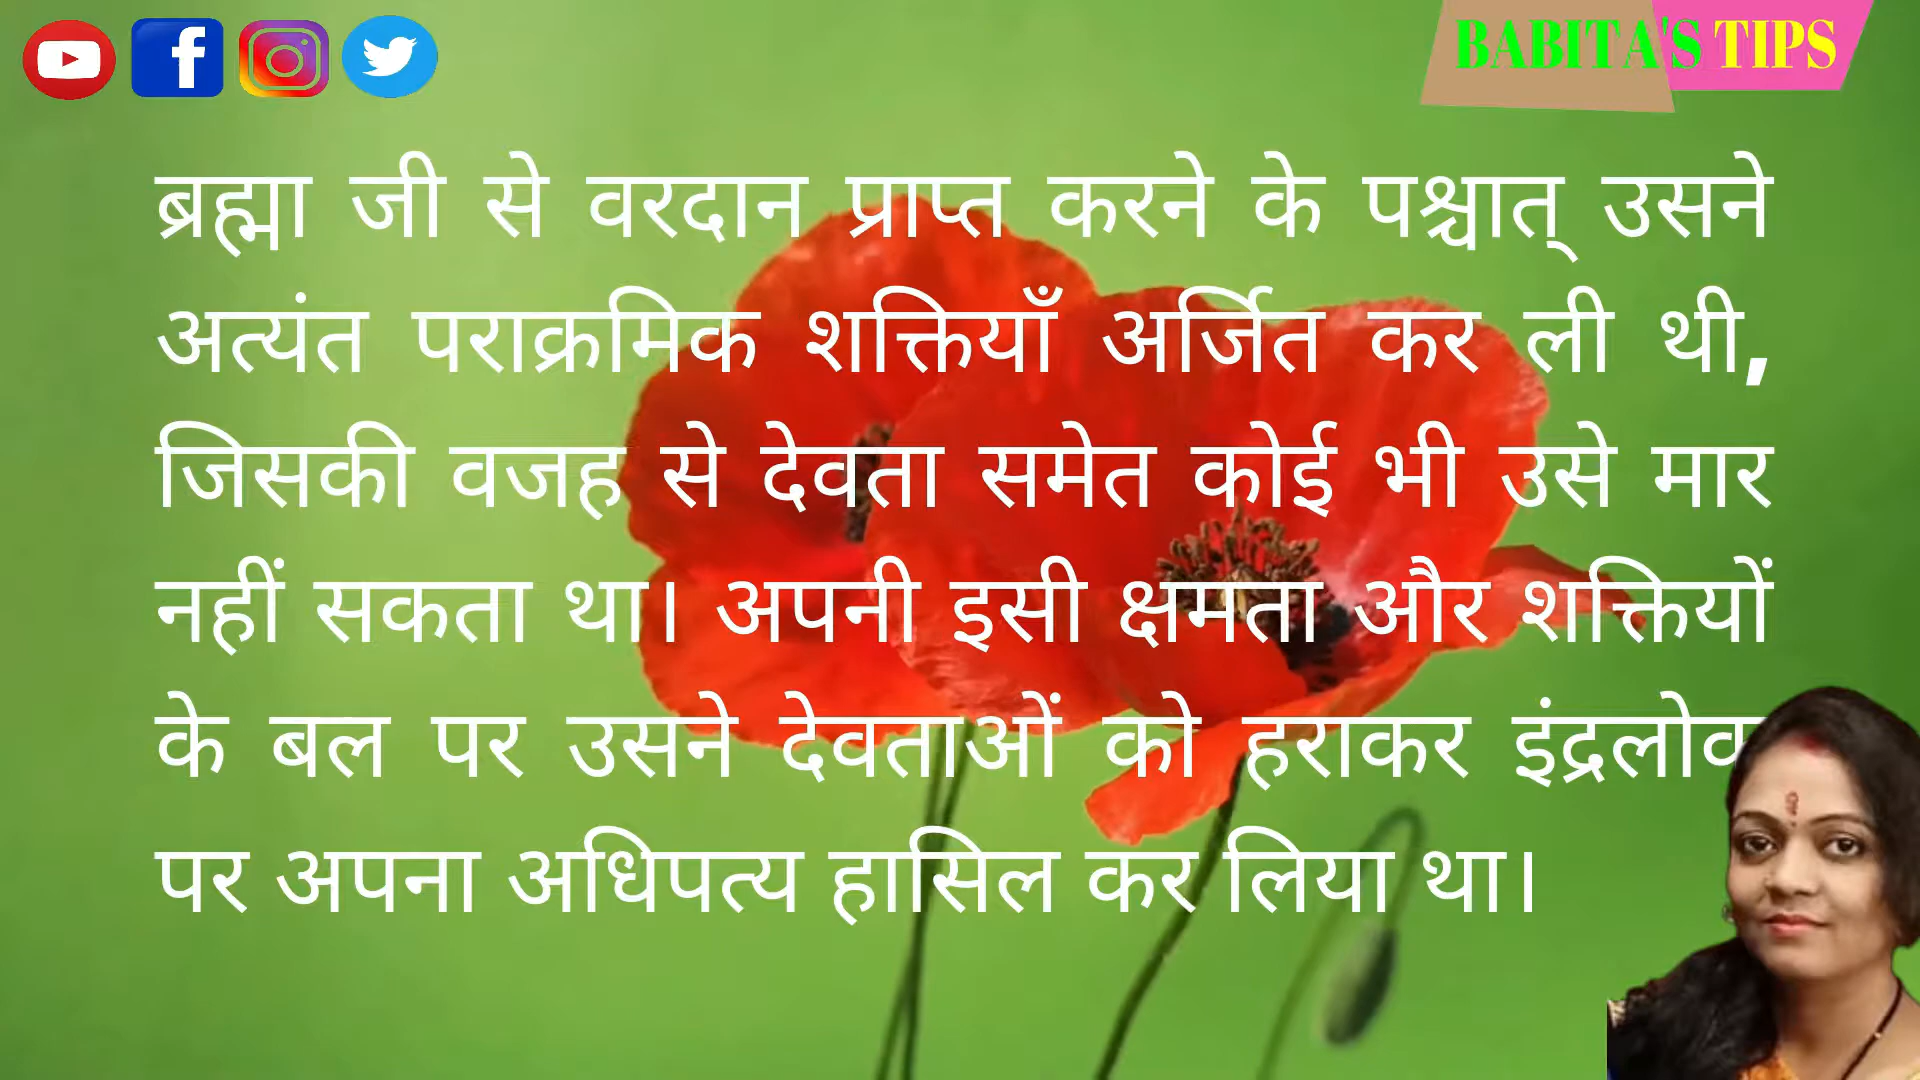 BABITA'S TIPS
ब्रह्मा जी से वरदान प्राप्त करने के पश्चात् उसने
अत्यंत पराक्रमिक शक्तियाँ अर्जित कर ली थी,
जिसकी वजह से देवता समेत कोई भी उसे मार
नहीं सकता था। अपनी इसी क्षमता और शक्तियों
के बल पर उसने देवताओं को हराकर इंद्रलोक
पर अपना अधिपत्य हासिल कर लिया था।